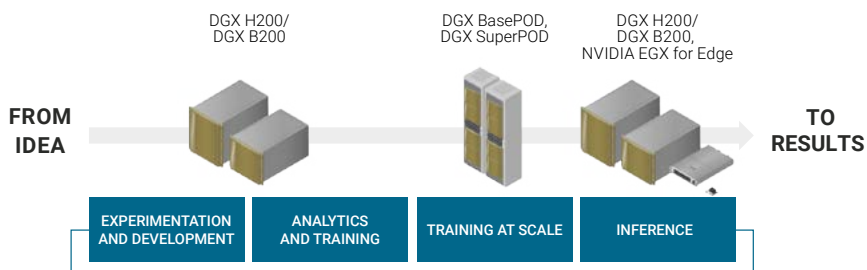 DGX H200/
DGX B200
DGX BasePOD,
DGX SuperPOD
DGX H200/
DGX B200,
NVIDIA EGX for Edge
FROM
IDEA
TO
RESULTS
EXPERIMENTATION
AND DEVELOPMENT
ANALYTICS
AND TRAINING
TRAINING AT SCALE
INFERENCE